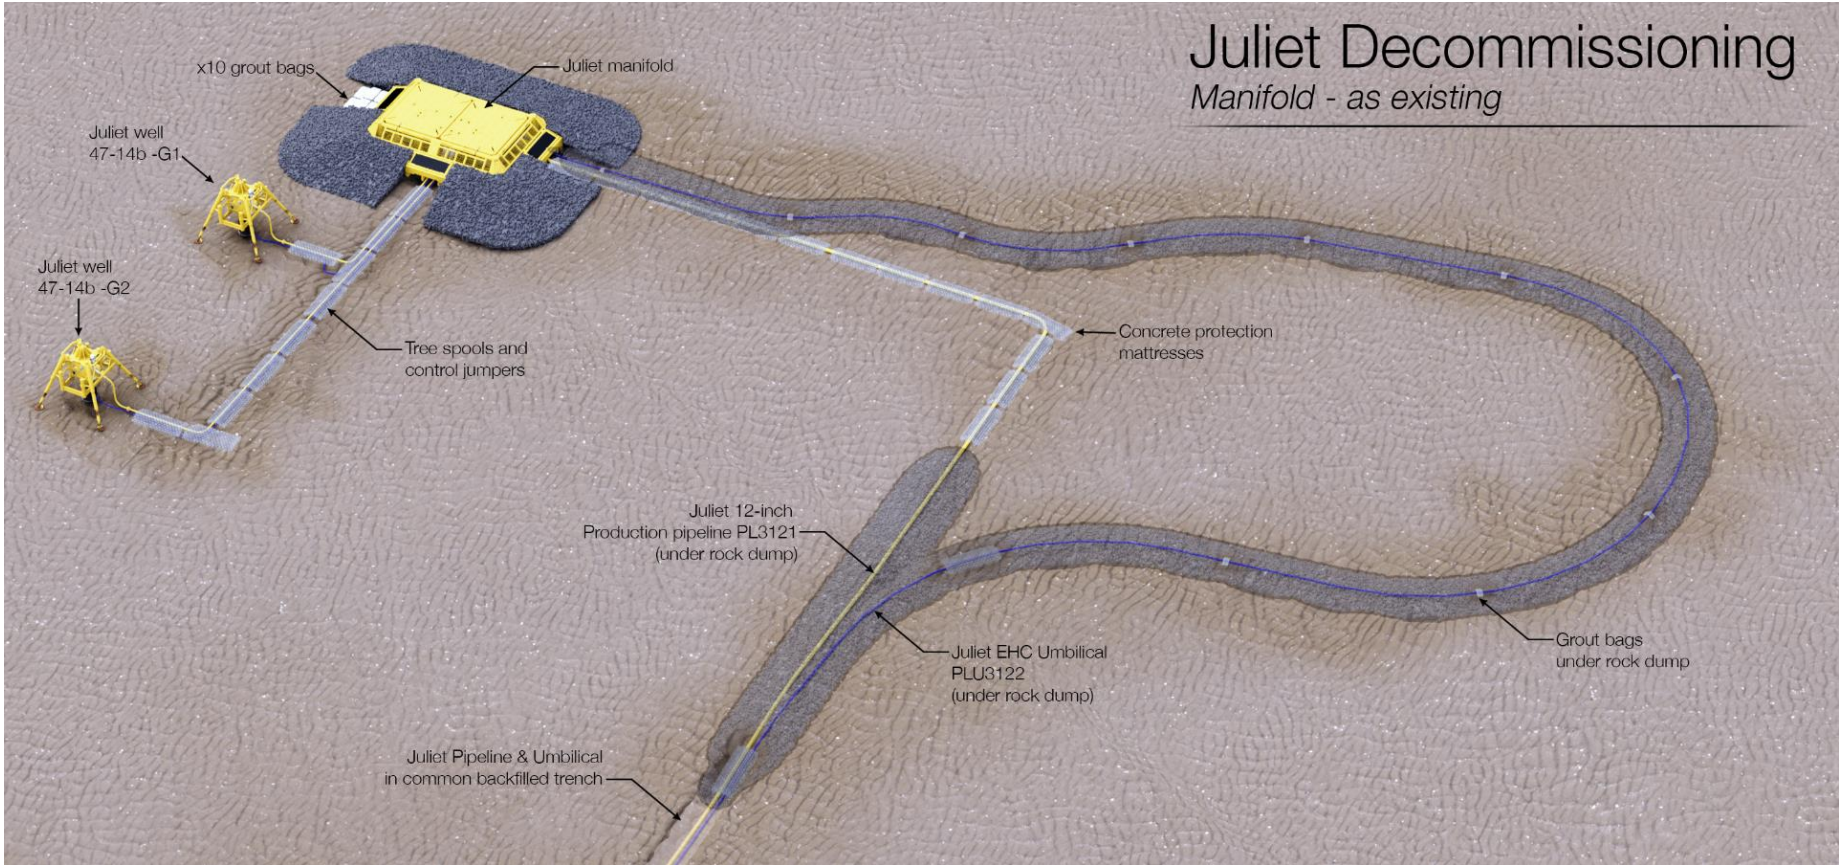 Juliet Decommissioning
Manifold - as existing
x10 grout bags
Juliet manifold
Juliet well
47-14b -G1
Juliet well
47-14b -G2
Tree spools and
control jumpers
Concrete protection
mattresses
Juliet 12-inch
Production pipeline PL3121
(under rock dump)
Juliet EHC Umbilical
PLU3122
(under rock dump)
Grout bags
under rock dump
Juliet Pipeline & Umbilical
in common backfilled trench